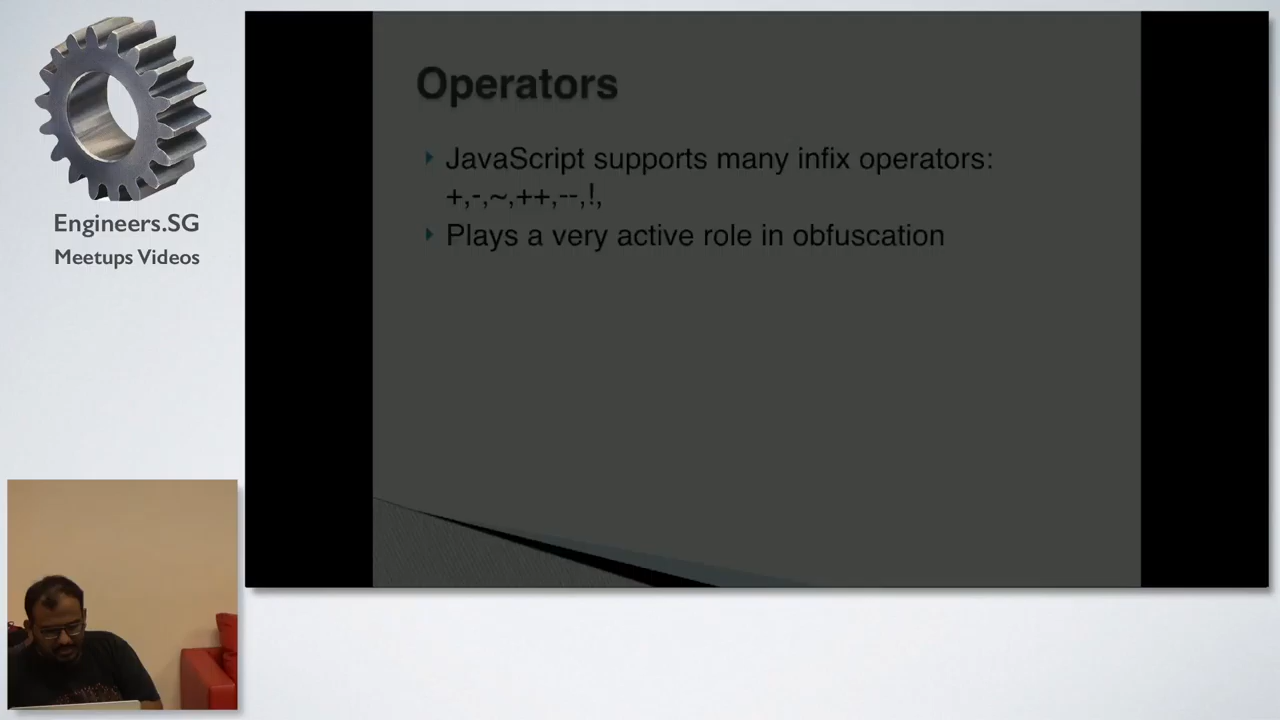 Engineers.SG
Meetups Videos
Operators
JavaScript supports many infix operators:
+,-,~,++,--,!,
Plays a very active role in obfuscation